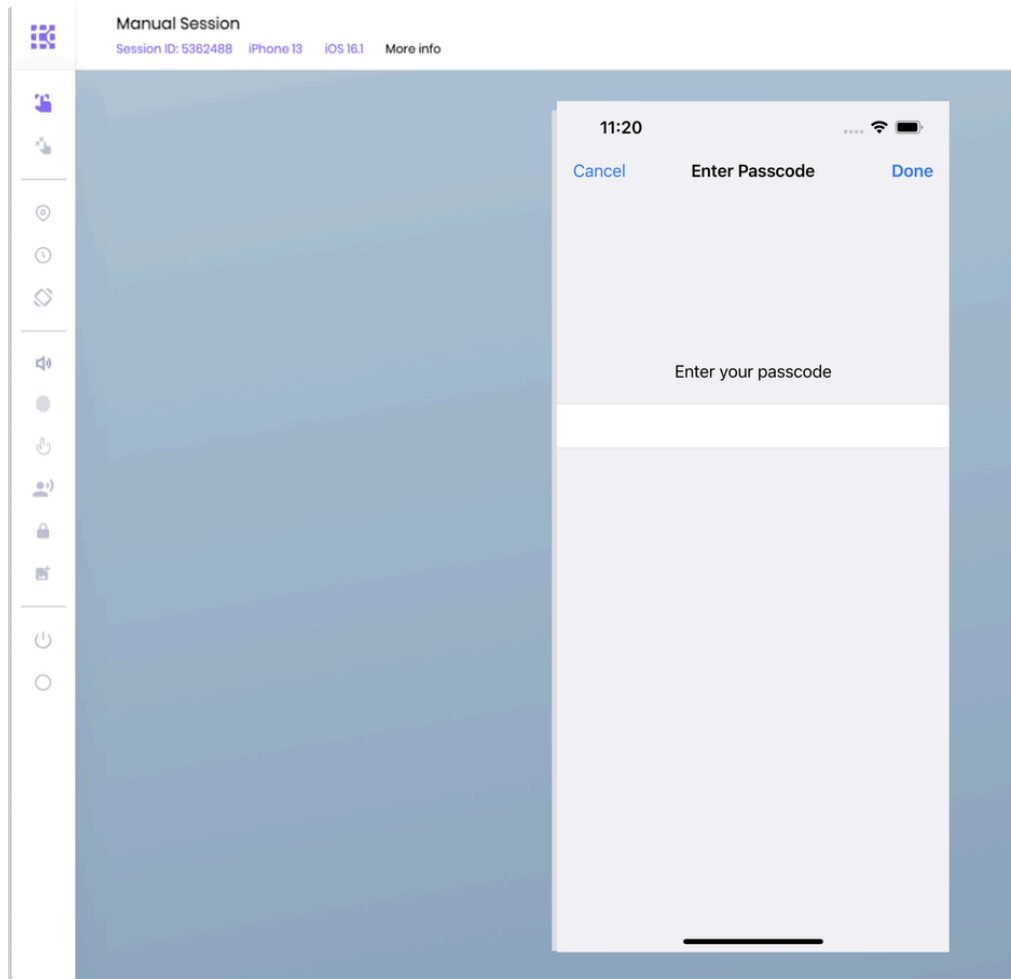 Manual Session
Session ID: 5362488 iPhone 13 iOS 16.1 More info
11:20
Cancel Enter Passcode Done
Enter your passcode